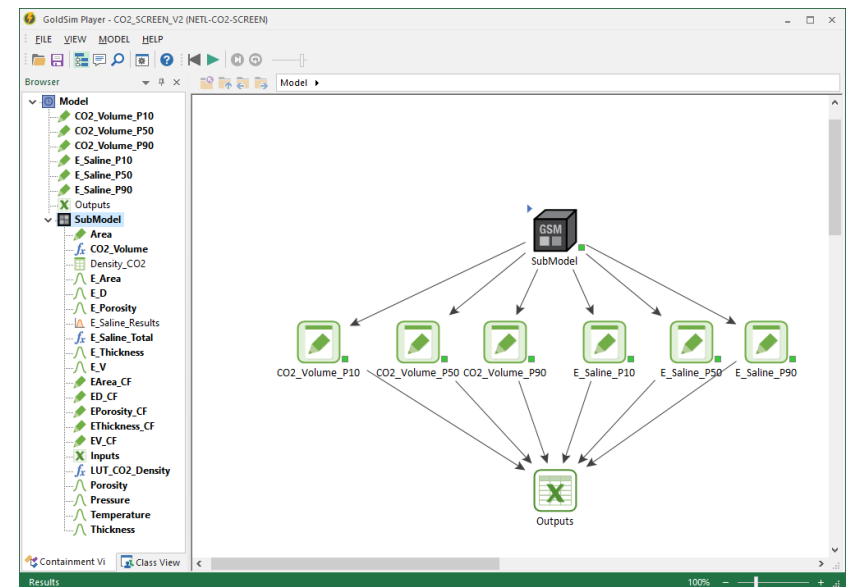 GoldSim Player - CO2_SCREEN_V2 (NETL-CO2-SCREEN)
FILE VIEW MODEL HELP
Browser
Model
Model
CO2_Volume_P10
CO2_Volume_P50
CO2_Volume_P90
E_Saline_P10
E_Saline_P50
E_Saline_P90
Outputs
SubModel
Area
fx CO2_Volume
Density_CO2
E_Area
E_D
E_Porosity
E_Saline_Results
fx E_Saline_Total
E_Thickness
E_V
EArea_CF
ED_CF
EPorosity_CF
EThickness_CF
EV_CF
X Inputs
fx LUT_CO2_Density
Porosity
Pressure
Temperature
Thickness
Containment Vi Class View
GSM
SubModel
CO2_Volume_P10 CO2_Volume_P50 CO2_Volume_P90 E_Saline_P10 E_Saline_P50 E_Saline_P90
X
Outputs
Results 100%